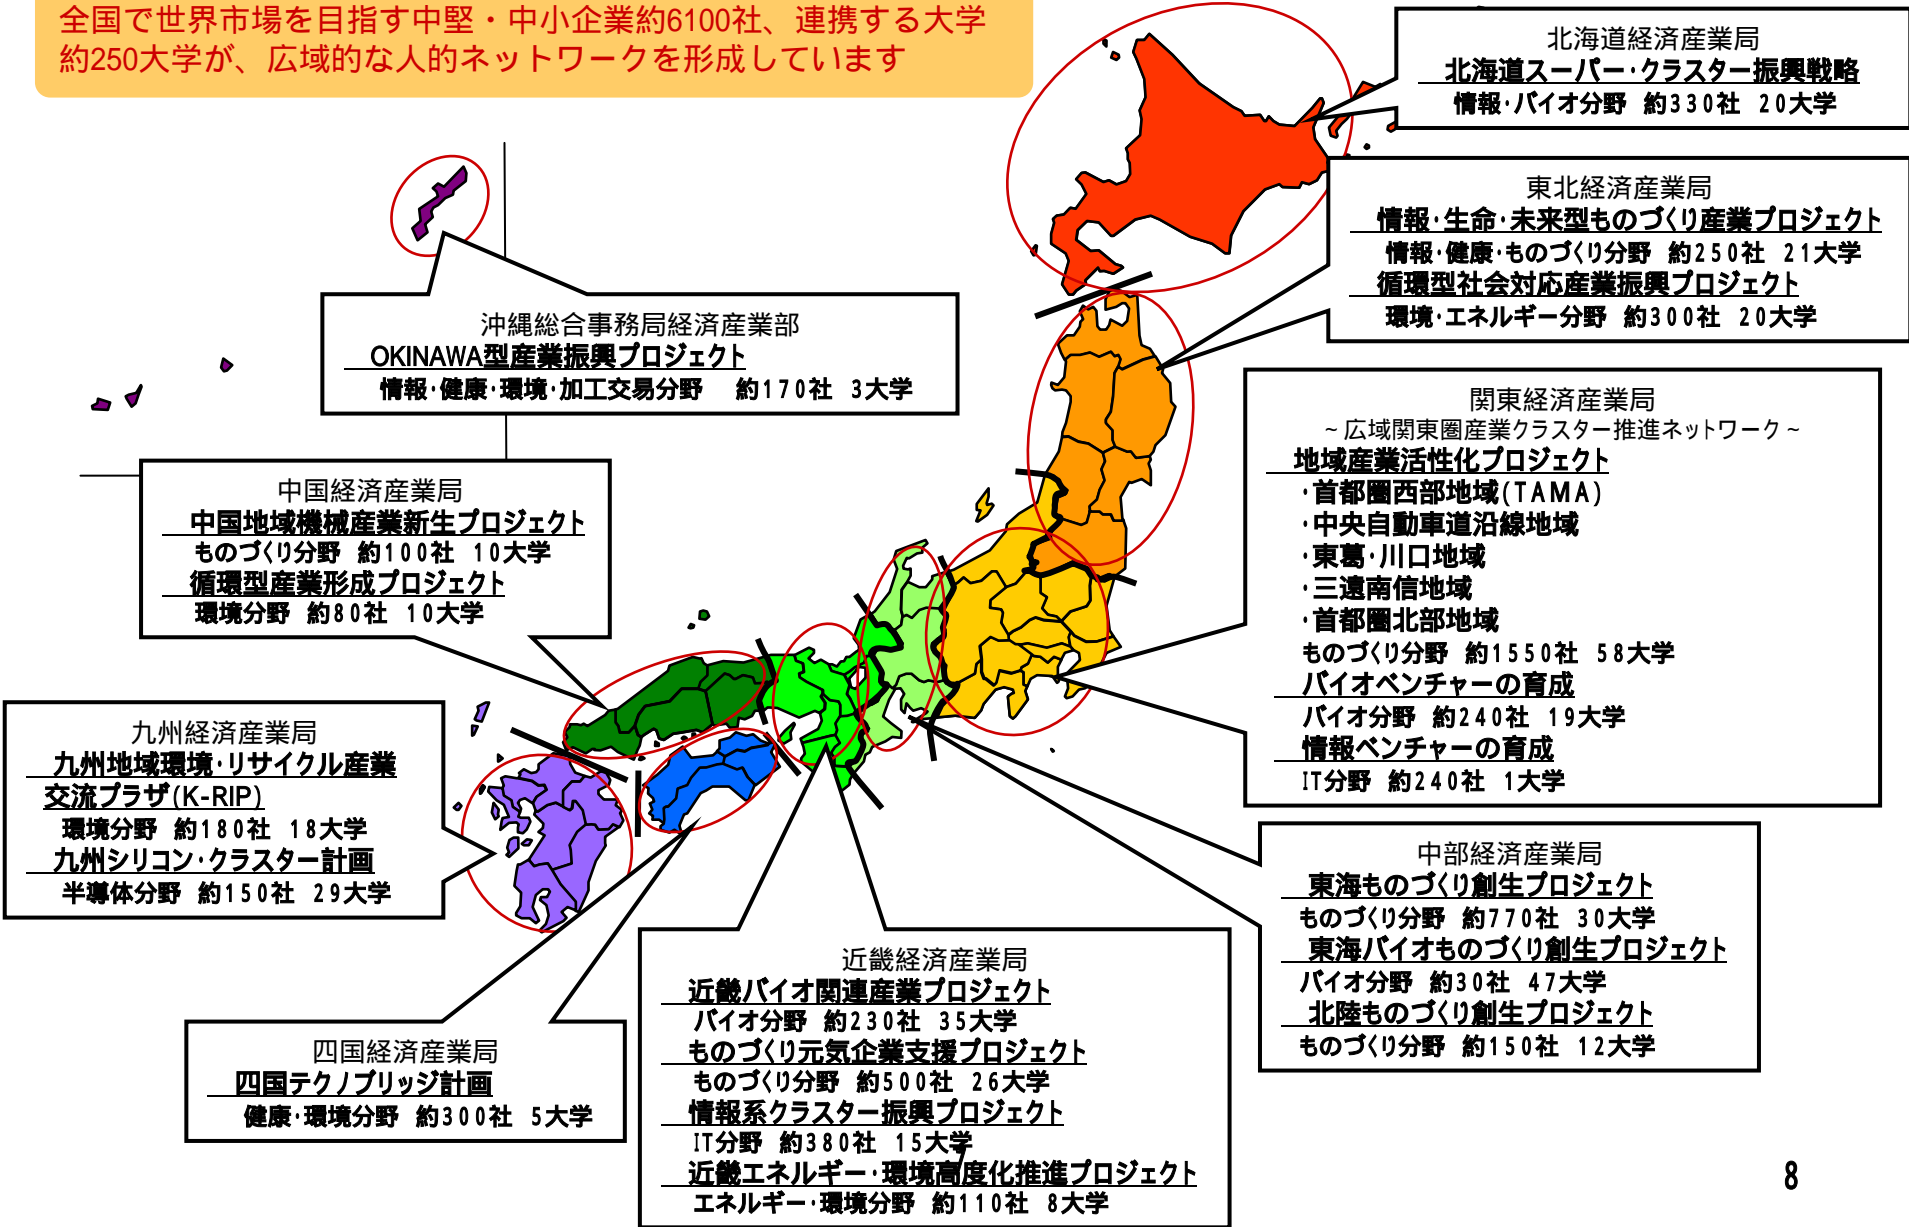 全国で世界市場を目指す中堅・中小企業約6100社、連携する大学
約250大学が、広域的な人的ネットワークを形成しています
北海道経済産業局
北海道スーパー・クラスター振興戦略
情報・バイオ分野 約330社 20大学
東北経済産業局
情報・生命・未来型ものづくり産業プロジェクト
情報・健康・ものづくり分野 約250社 21大学
循環型社会対応産業振興プロジェクト
環境・エネルギー分野 約300社 20大学
沖縄総合事務局経済産業部
OKINAWA型産業振興プロジェクト
情報・健康・環境・加工交易分野 約170社 3大学
関東経済産業局
~広域関東圏産業クラスター推進ネットワーク~
地域産業活性化プロジェクト
・首都圏西部地域(TAMA)
・中央自動車道沿線地域
・東葛・川口地域
・三遠南信地域
・首都圏北部地域
ものづくり分野 約1550社 58大学
バイオベンチャーの育成
バイオ分野 約240社 19大学
情報ベンチャーの育成
IT分野 約240社 1大学
中国経済産業局
中国地域機械産業新生プロジェクト
ものづくり分野 約100社 10大学
循環型産業形成プロジェクト
環境分野 約80社 10大学
九州経済産業局
九州地域環境・リサイクル産業
交流プラザ(K-RIP)
環境分野 約180社 18大学
九州シリコン・クラスター計画
半導体分野 約150社 29大学
中部経済産業局
東海ものづくり創生プロジェクト
ものづくり分野 約770社 30大学
東海バイオものづくり創生プロジェクト
バイオ分野 約30社 47大学
北陸ものづくり創生プロジェクト
ものづくり分野 約150社 12大学
近畿経済産業局
近畿バイオ関連産業プロジェクト
バイオ分野 約230社 35大学
ものづくり元気企業支援プロジェクト
ものづくり分野 約500社 26大学
情報系クラスター振興プロジェクト
IT分野 約380社 15大学
近畿エネルギー・環境高度化推進プロジェクト
エネルギー・環境分野 約110社 8大学
四国経済産業局
四国テクノブリッジ計画
健康・環境分野 約300社 5大学
8